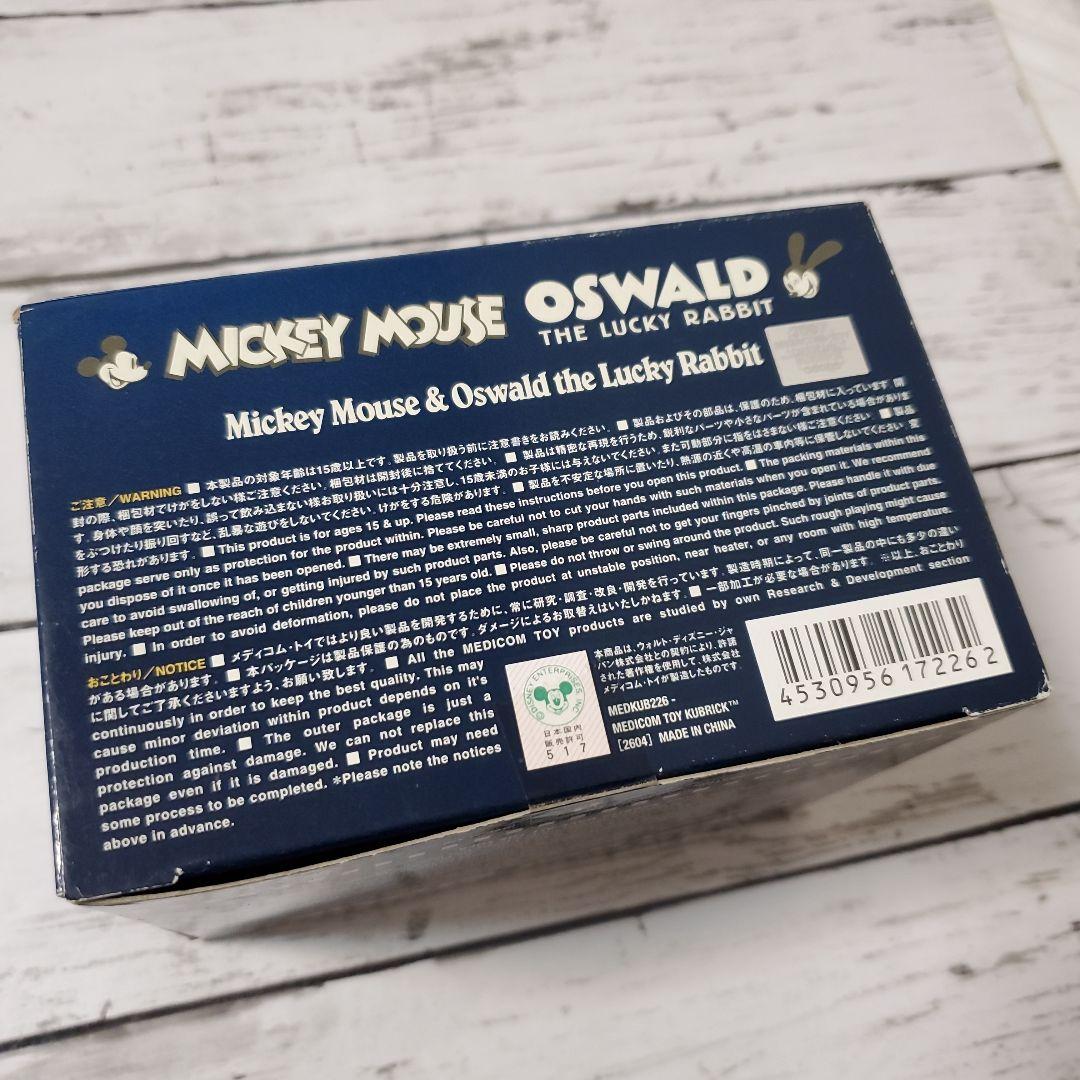 MICKEY MOUSE
OSWALD
THE LUCKY RABBIT
Mickey Mouse & Oswald the Lucky Rabbit
ご注意/WARNING ■ 本製品の対象年齢は15歳以上です。製品を取り扱う前に注意書きをお読みください。 ■ 製品およびその部品は、保護のため、梱包材に入っています。開
封の際、梱包材でけがをしない様ご注意ください。梱包材は開封後に捨ててください。 ■ 製品は精密な再現を行うため、鋭利なパーツや小さなパーツが含まれている場合がありま
す。身体や顔を突いたり、誤って飲み込まない様お取り扱いには十分注意し、15歳未満のお子様には与えないでください。また可動部分に指をはさまない様ご注意ください ■ 製品
をぶつけたり振り回すなど、乱暴な遊びをしないでください。けがをする危険があります。 ■ 製品を不安定な場所に置いたり、熱源の近くや高温の車内等に保管しないでください 変
形する恐れがあります。 ■ This product is for ages 15 & up. Please read these instructions before you open this product. ■ The packing materials within this
package serve only as protection for the product within. Please be careful not to cut your hands with such materials when you open it. We recommend
you dispose of it once it has been opened. ■ There may be extremely small, sharp product parts included within this package. Please handle it with due
care to avoid swallowing of, or getting injured by such product parts. Also, please be careful not to get your fingers pinched by joints of product parts.
Please keep out of the reach of children younger than 15 years old. ■ Please do not throw or swing around the product. Such rough playing might cause
injury. ■ In order to avoid deformation, please do not place the product at unstable position, near heater, or any room with high temperature.
おことわり/NOTICE ■ メディコム・トイではより良い製品を開発するために、常に研究・調査・改良・開発を行っています。製造時期によって、同一製品の中にも多少の違い
がある場合があります。 ■ 本パッケージは製品保護の為のものです。ダメージによるお取替えはいたしかねます。 ■ 一部加工が必要な場合があります。 ※以上、おことわり
に関してご了承くださいますよう、お願い致します。 ■ All the MEDICOM TOY products are studied by own Research & Development section
continuously in order to keep the best quality. This may
cause minor deviation within product depends on it's
production time. ■ The outer package is just a
protection against damage. We can not replace this
package even if it is damaged. ■ Product may need
some process to be completed. *Please note the notices
above in advance.
© DISNEY ENTERPRISES, INC.
日本国内
販売許可
517
本商品は、ウォルト・ディズニー・ジャ
パン株式会社との契約により、許諾
された著作権を使用して、株式会社
メディコム・トイが製造したものです。
MEDKUB226 -
MEDICOM TOY KUBRICK™
[2604] MADE IN CHINA
4530956172262